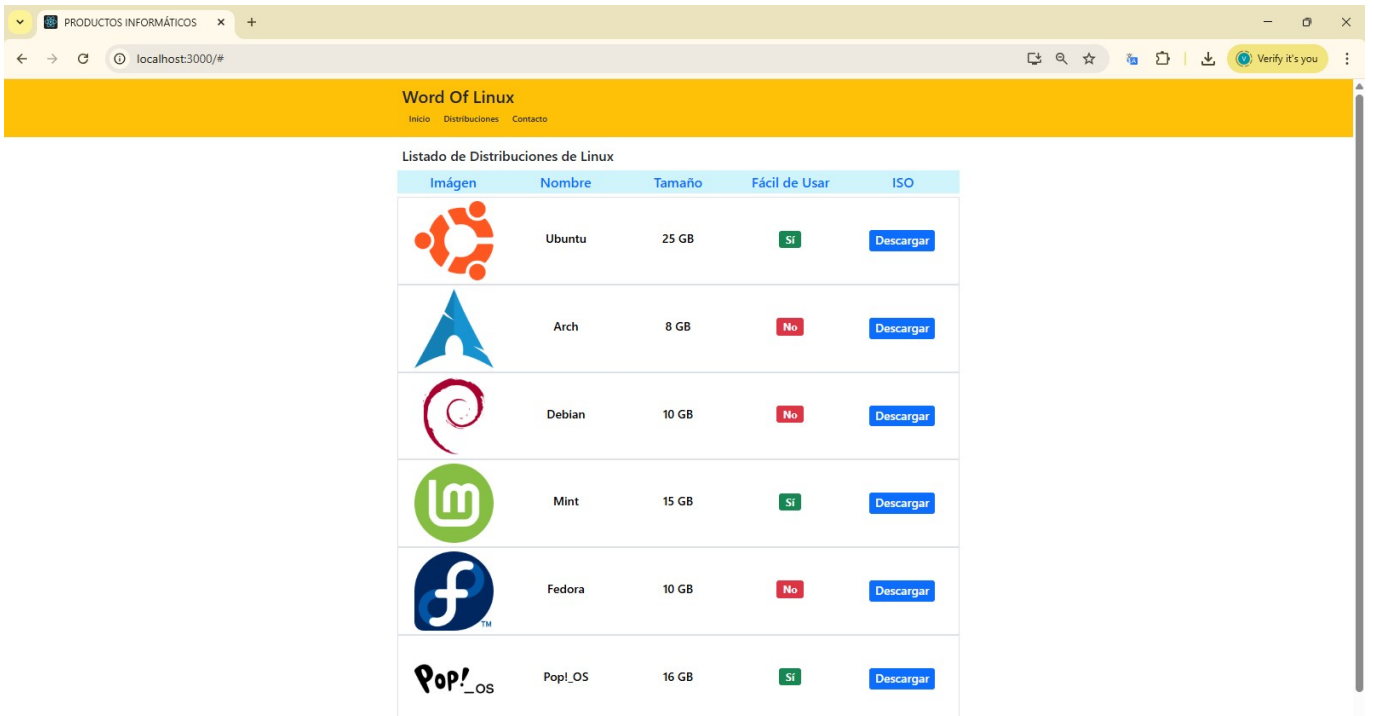 PRODUCTOS INFORMÁTICOS
localhost:3000/#
Verify it's you
Word Of Linux
Inicio Distribuciones Contacto
Listado de Distribuciones de Linux
Imágen Nombre Tamaño Fácil de Usar ISO
Ubuntu 25 GB Sí Descargar
Arch 8 GB No Descargar
Debian 10 GB No Descargar
lm Mint 15 GB Sí Descargar
f TM Fedora 10 GB No Descargar
Pop!_OS Pop!_OS 16 GB Sí Descargar